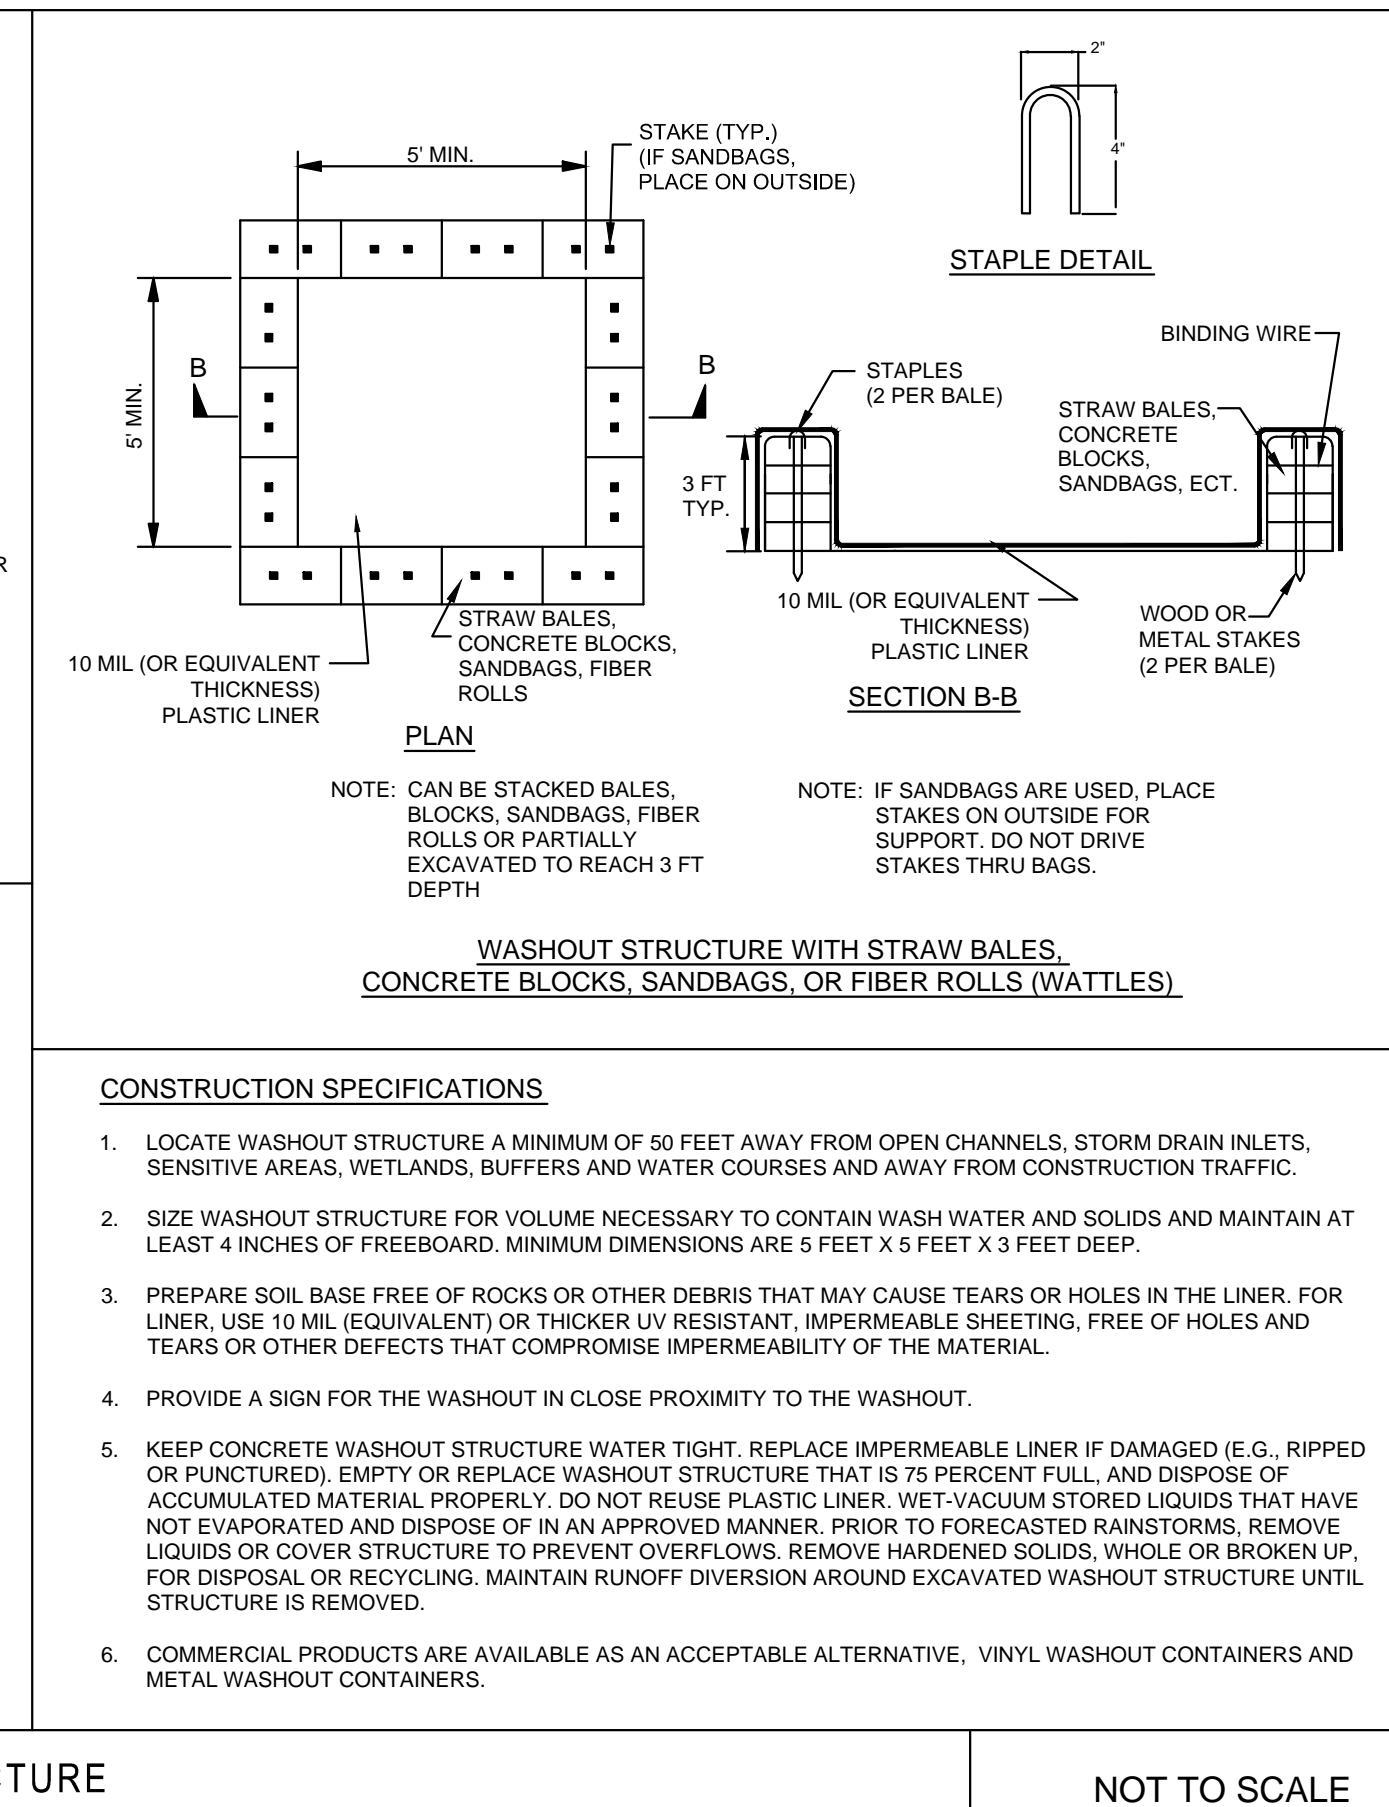 2"
4"
STAPLE DETAIL
5' MIN.
STAKE (TYP.)
(IF SANDBAGS,
PLACE ON OUTSIDE)
5' MIN.
B
B
10 MIL (OR EQUIVALENT
THICKNESS)
PLASTIC LINER
STRAW BALES,
CONCRETE BLOCKS,
SANDBAGS, FIBER
ROLLS
PLAN
BINDING WIRE
STAPLES
(2 PER BALE)
STRAW BALES,
CONCRETE
BLOCKS,
SANDBAGS, ECT.
3 FT
TYP.
10 MIL (OR EQUIVALENT
THICKNESS)
PLASTIC LINER
WOOD OR
METAL STAKES
(2 PER BALE)
SECTION B-B
R
NOTE: CAN BE STACKED BALES,
BLOCKS, SANDBAGS, FIBER
ROLLS OR PARTIALLY
EXCAVATED TO REACH 3 FT
DEPTH
NOTE: IF SANDBAGS ARE USED, PLACE
STAKES ON OUTSIDE FOR
SUPPORT. DO NOT DRIVE
STAKES THRU BAGS.
WASHOUT STRUCTURE WITH STRAW BALES,
CONCRETE BLOCKS, SANDBAGS, OR FIBER ROLLS (WATTLES)
CONSTRUCTION SPECIFICATIONS
1. LOCATE WASHOUT STRUCTURE A MINIMUM OF 50 FEET AWAY FROM OPEN CHANNELS, STORM DRAIN INLETS,
SENSITIVE AREAS, WETLANDS, BUFFERS AND WATER COURSES AND AWAY FROM CONSTRUCTION TRAFFIC.
2. SIZE WASHOUT STRUCTURE FOR VOLUME NECESSARY TO CONTAIN WASH WATER AND SOLIDS AND MAINTAIN AT
LEAST 4 INCHES OF FREEBOARD. MINIMUM DIMENSIONS ARE 5 FEET X 5 FEET X 3 FEET DEEP.
3. PREPARE SOIL BASE FREE OF ROCKS OR OTHER DEBRIS THAT MAY CAUSE TEARS OR HOLES IN THE LINER. FOR
LINER, USE 10 MIL (EQUIVALENT) OR THICKER UV RESISTANT, IMPERMEABLE SHEETING, FREE OF HOLES AND
TEARS OR OTHER DEFECTS THAT COMPROMISE IMPERMEABILITY OF THE MATERIAL.
4. PROVIDE A SIGN FOR THE WASHOUT IN CLOSE PROXIMITY TO THE WASHOUT.
5. KEEP CONCRETE WASHOUT STRUCTURE WATER TIGHT. REPLACE IMPERMEABLE LINER IF DAMAGED (E.G., RIPPED
OR PUNCTURED). EMPTY OR REPLACE WASHOUT STRUCTURE THAT IS 75 PERCENT FULL, AND DISPOSE OF
ACCUMULATED MATERIAL PROPERLY. DO NOT REUSE PLASTIC LINER. WET-VACUUM STORED LIQUIDS THAT HAVE
NOT EVAPORATED AND DISPOSE OF IN AN APPROVED MANNER. PRIOR TO FORECASTED RAINSTORMS, REMOVE
LIQUIDS OR COVER STRUCTURE TO PREVENT OVERFLOWS. REMOVE HARDENED SOLIDS, WHOLE OR BROKEN UP,
FOR DISPOSAL OR RECYCLING. MAINTAIN RUNOFF DIVERSION AROUND EXCAVATED WASHOUT STRUCTURE UNTIL
STRUCTURE IS REMOVED.
6. COMMERCIAL PRODUCTS ARE AVAILABLE AS AN ACCEPTABLE ALTERNATIVE, VINYL WASHOUT CONTAINERS AND
METAL WASHOUT CONTAINERS.
TURE
NOT TO SCALE